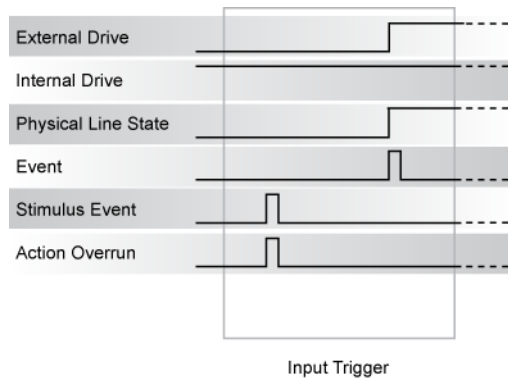 External Drive
Internal Drive
Physical Line State
Event
Stimulus Event
Action Overrun
Input Trigger